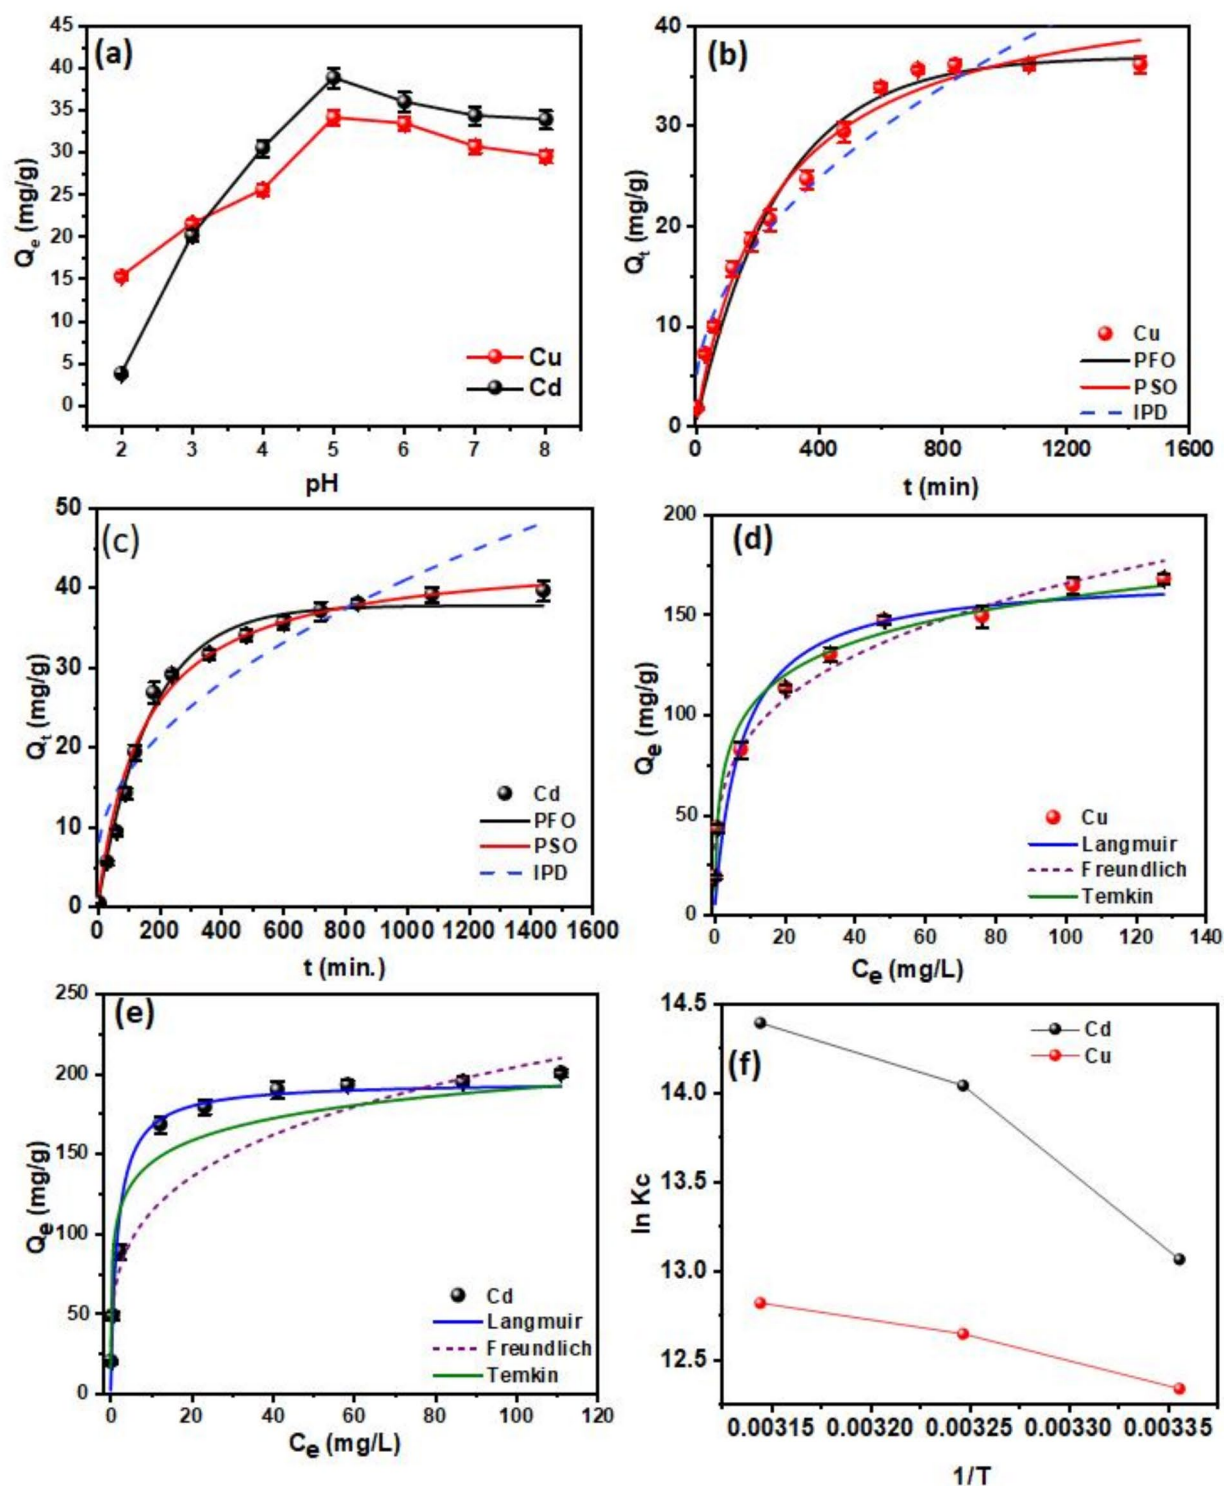 (a)
45
40
35
30
25
20
15
10
5
0
Qe (mg/g)
Cu
Cd
2 3 4 5 6 7 8
pH
(b)
40
30
20
10
0
Qt (mg/g)
Cu
PFO
PSO
IPD
0 400 800 1200 1600
t (min)
(c)
50
40
30
20
10
0
Qt (mg/g)
Cd
PFO
PSO
IPD
0 200 400 600 800 1000 1200 1400 1600
t (min.)
(d)
200
150
100
50
0
Qe (mg/g)
Cu
Langmuir
Freundlich
Temkin
0 20 40 60 80 100 120 140
Ce (mg/L)
(e)
250
200
150
100
50
0
Qe (mg/g)
Cd
Langmuir
Freundlich
Temkin
0 20 40 60 80 100 120
Ce (mg/L)
(f)
14.5
14.0
13.5
13.0
12.5
ln Kc
Cd
Cu
0.00315 0.00320 0.00325 0.00330 0.00335
1/T